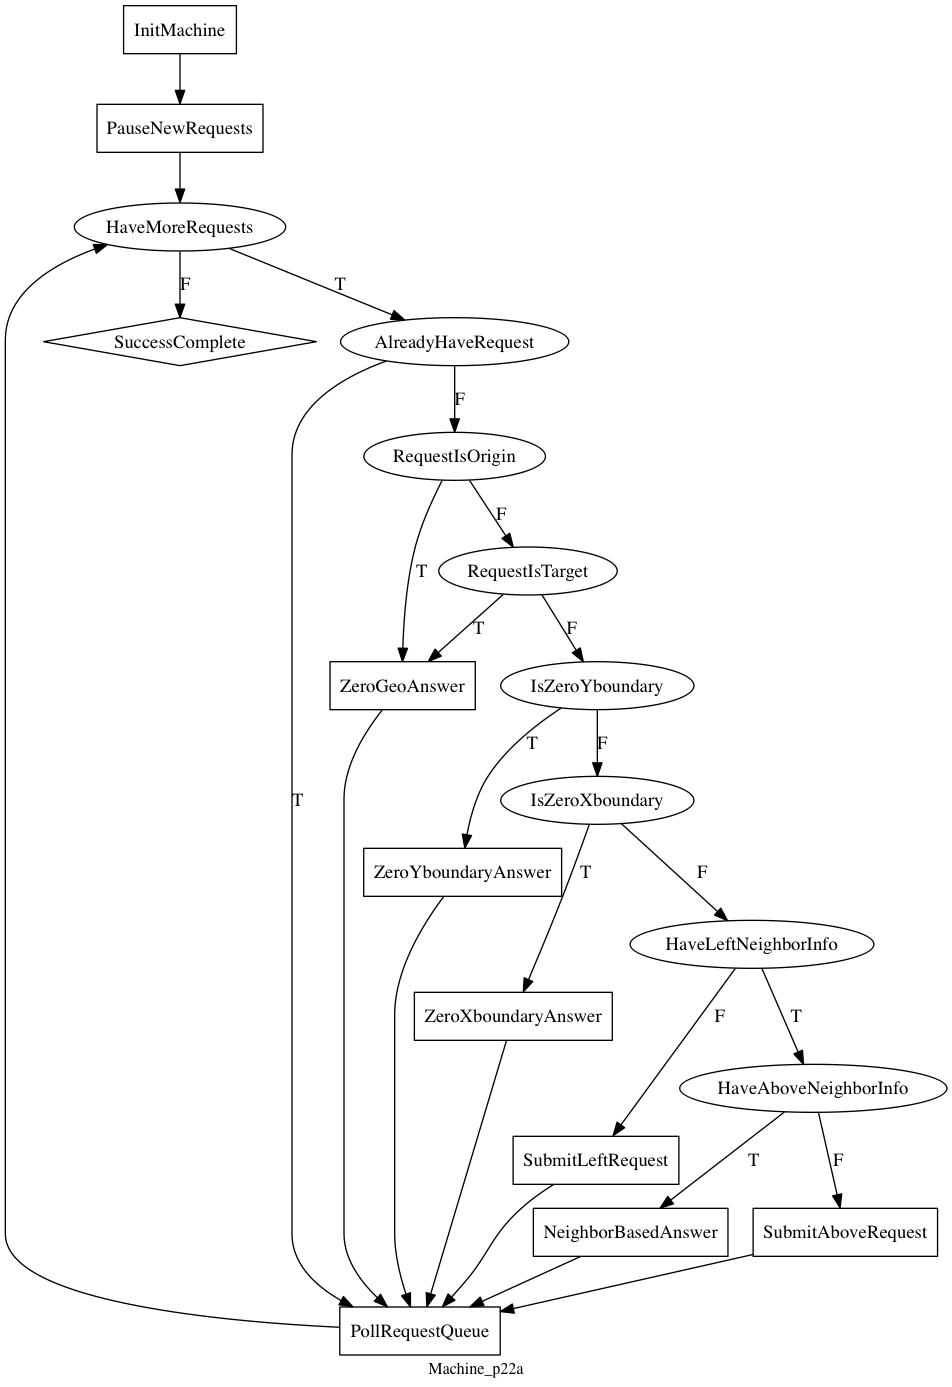 InitMachine
PauseNewRequests
HaveMoreRequests
F
T
SuccessComplete
AlreadyHaveRequest
F
RequestIsOrigin
F
T
RequestIsTarget
T
F
ZeroGeoAnswer
IsZeroYboundary
T
F
T
IsZeroXboundary
ZeroYboundaryAnswer
T
F
HaveLeftNeighborInfo
ZeroXboundaryAnswer
F
T
HaveAboveNeighborInfo
SubmitLeftRequest
T
F
NeighborBasedAnswer
SubmitAboveRequest
PollRequestQueue
Machine_p22a